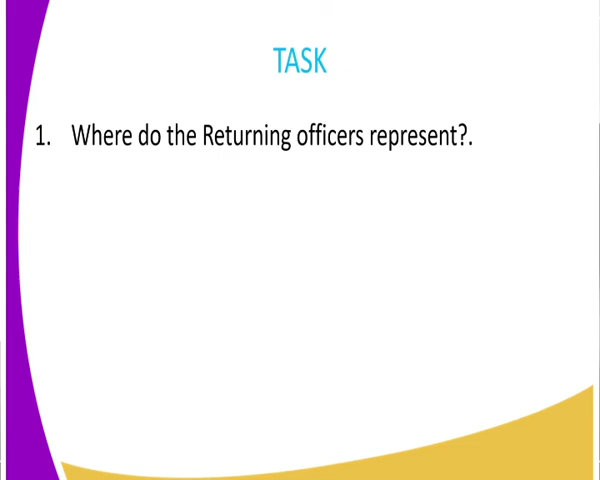 TASK
1. Where do the Returning officers represent?.